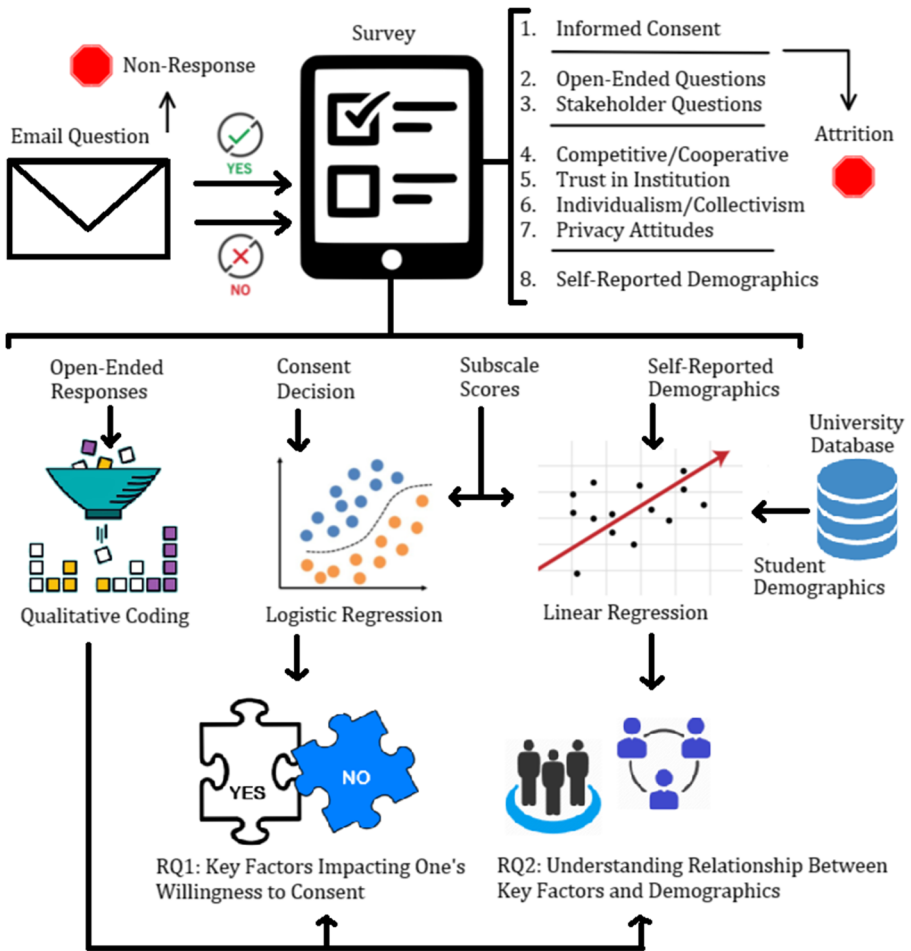 Survey
Non-Response
Email Question
YES
NO
1. Informed Consent
2. Open-Ended Questions
3. Stakeholder Questions
4. Competitive/Cooperative
5. Trust in Institution
6. Individualism/Collectivism
7. Privacy Attitudes
8. Self-Reported Demographics
Attrition
Open-Ended
Responses
Consent
Decision
Subscale
Scores
Self-Reported
Demographics
University
Database
Student
Demographics
Qualitative Coding
Logistic Regression
Linear Regression
YES
NO
RQ1: Key Factors Impacting One's
Willingness to Consent
RQ2: Understanding Relationship Between
Key Factors and Demographics